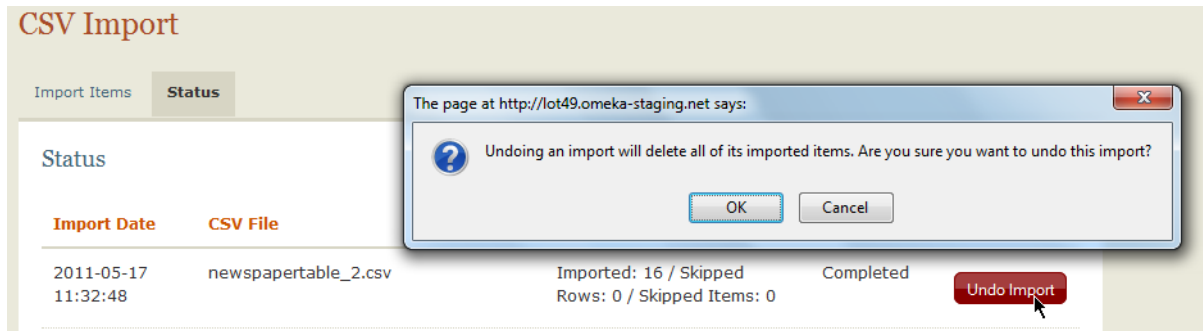 CSV Import
Import Items Status
The page at http://lot49.omeka-staging.net says:
Undoing an import will delete all of its imported items. Are you sure you want to undo this import?
OK Cancel
Status
Import Date CSV File
2011-05-17 newspapertable_2.csv Imported: 16 / Skipped Completed Undo Import
11:32:48 Rows: 0 / Skipped Items: 0